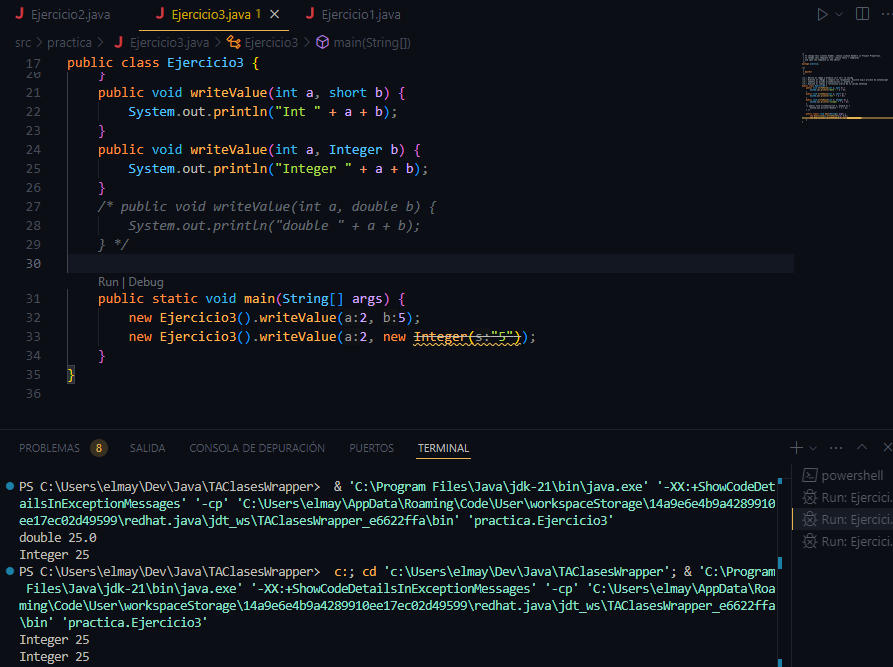 Ejercicio2.java Ejercicio3.java 1 Ejercicio1.java
src > practica > Ejercicio3.java > Ejercicio3 > main(String[])
17 public class Ejercicio3 {
20 }
21 public void writeValue(int a, short b) {
22 System.out.println("Int " + a + b);
23 }
24 public void writeValue(int a, Integer b) {
25 System.out.println("Integer " + a + b);
26 }
27 /* public void writeValue(int a, double b) {
28 System.out.println("double " + a + b);
29 } */
30
Run | Debug
31 public static void main(String[] args) {
32 new Ejercicio3().writeValue(a:2, b:5);
33 new Ejercicio3().writeValue(a:2, new Integer(s:"5"));
34 }
35 }
36
PROBLEMAS 8 SALIDA CONSOLA DE DEPURACIÓN PUERTOS TERMINAL
PS C:\Users\elmay\Dev\Java\TAClasesWrapper> & 'C:\Program Files\Java\jdk-21\bin\java.exe' '-XX:+ShowCodeDet
ailsInExceptionMessages' '-cp' 'C:\Users\elmay\AppData\Roaming\Code\User\workspaceStorage\14a9e6e4b9a4289910
ee17ec02d49599\redhat.java\jdt_ws\TAClasesWrapper_e6622ffa\bin' 'practica.Ejercicio3'
double 25.0
Integer 25
PS C:\Users\elmay\Dev\Java\TAClasesWrapper> c:; cd 'c:\Users\elmay\Dev\Java\TAClasesWrapper'; & 'C:\Program
Files\Java\jdk-21\bin\java.exe' '-XX:+ShowCodeDetailsInExceptionMessages' '-cp' 'C:\Users\elmay\AppData\Roa
ming\Code\User\workspaceStorage\14a9e6e4b9a4289910ee17ec02d49599\redhat.java\jdt_ws\TAClasesWrapper_e6622ffa
\bin' 'practica.Ejercicio3'
Integer 25
Integer 25
powershell
Run: Ejercici...
Run: Ejercici...
Run: Ejercici...